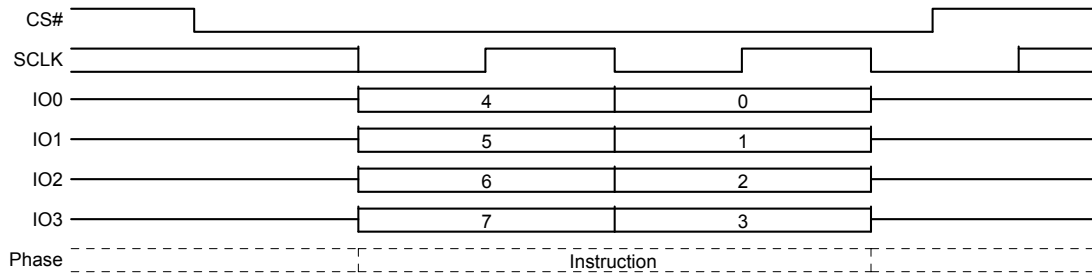 CS#
SCLK
IO0 4 0
IO1 5 1
IO2 6 2
IO3 7 3
Phase Instruction